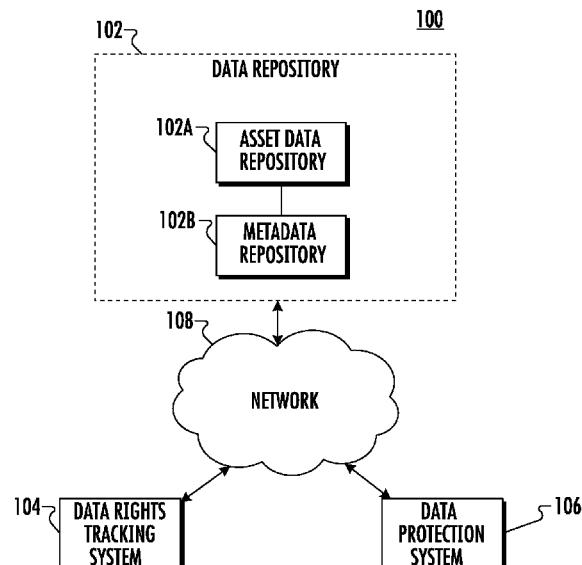 100
102
DATA REPOSITORY
102A
ASSET DATA
REPOSITORY
102B
METADATA
REPOSITORY
108
NETWORK
104
DATA RIGHTS
TRACKING
SYSTEM
DATA
PROTECTION
SYSTEM
106